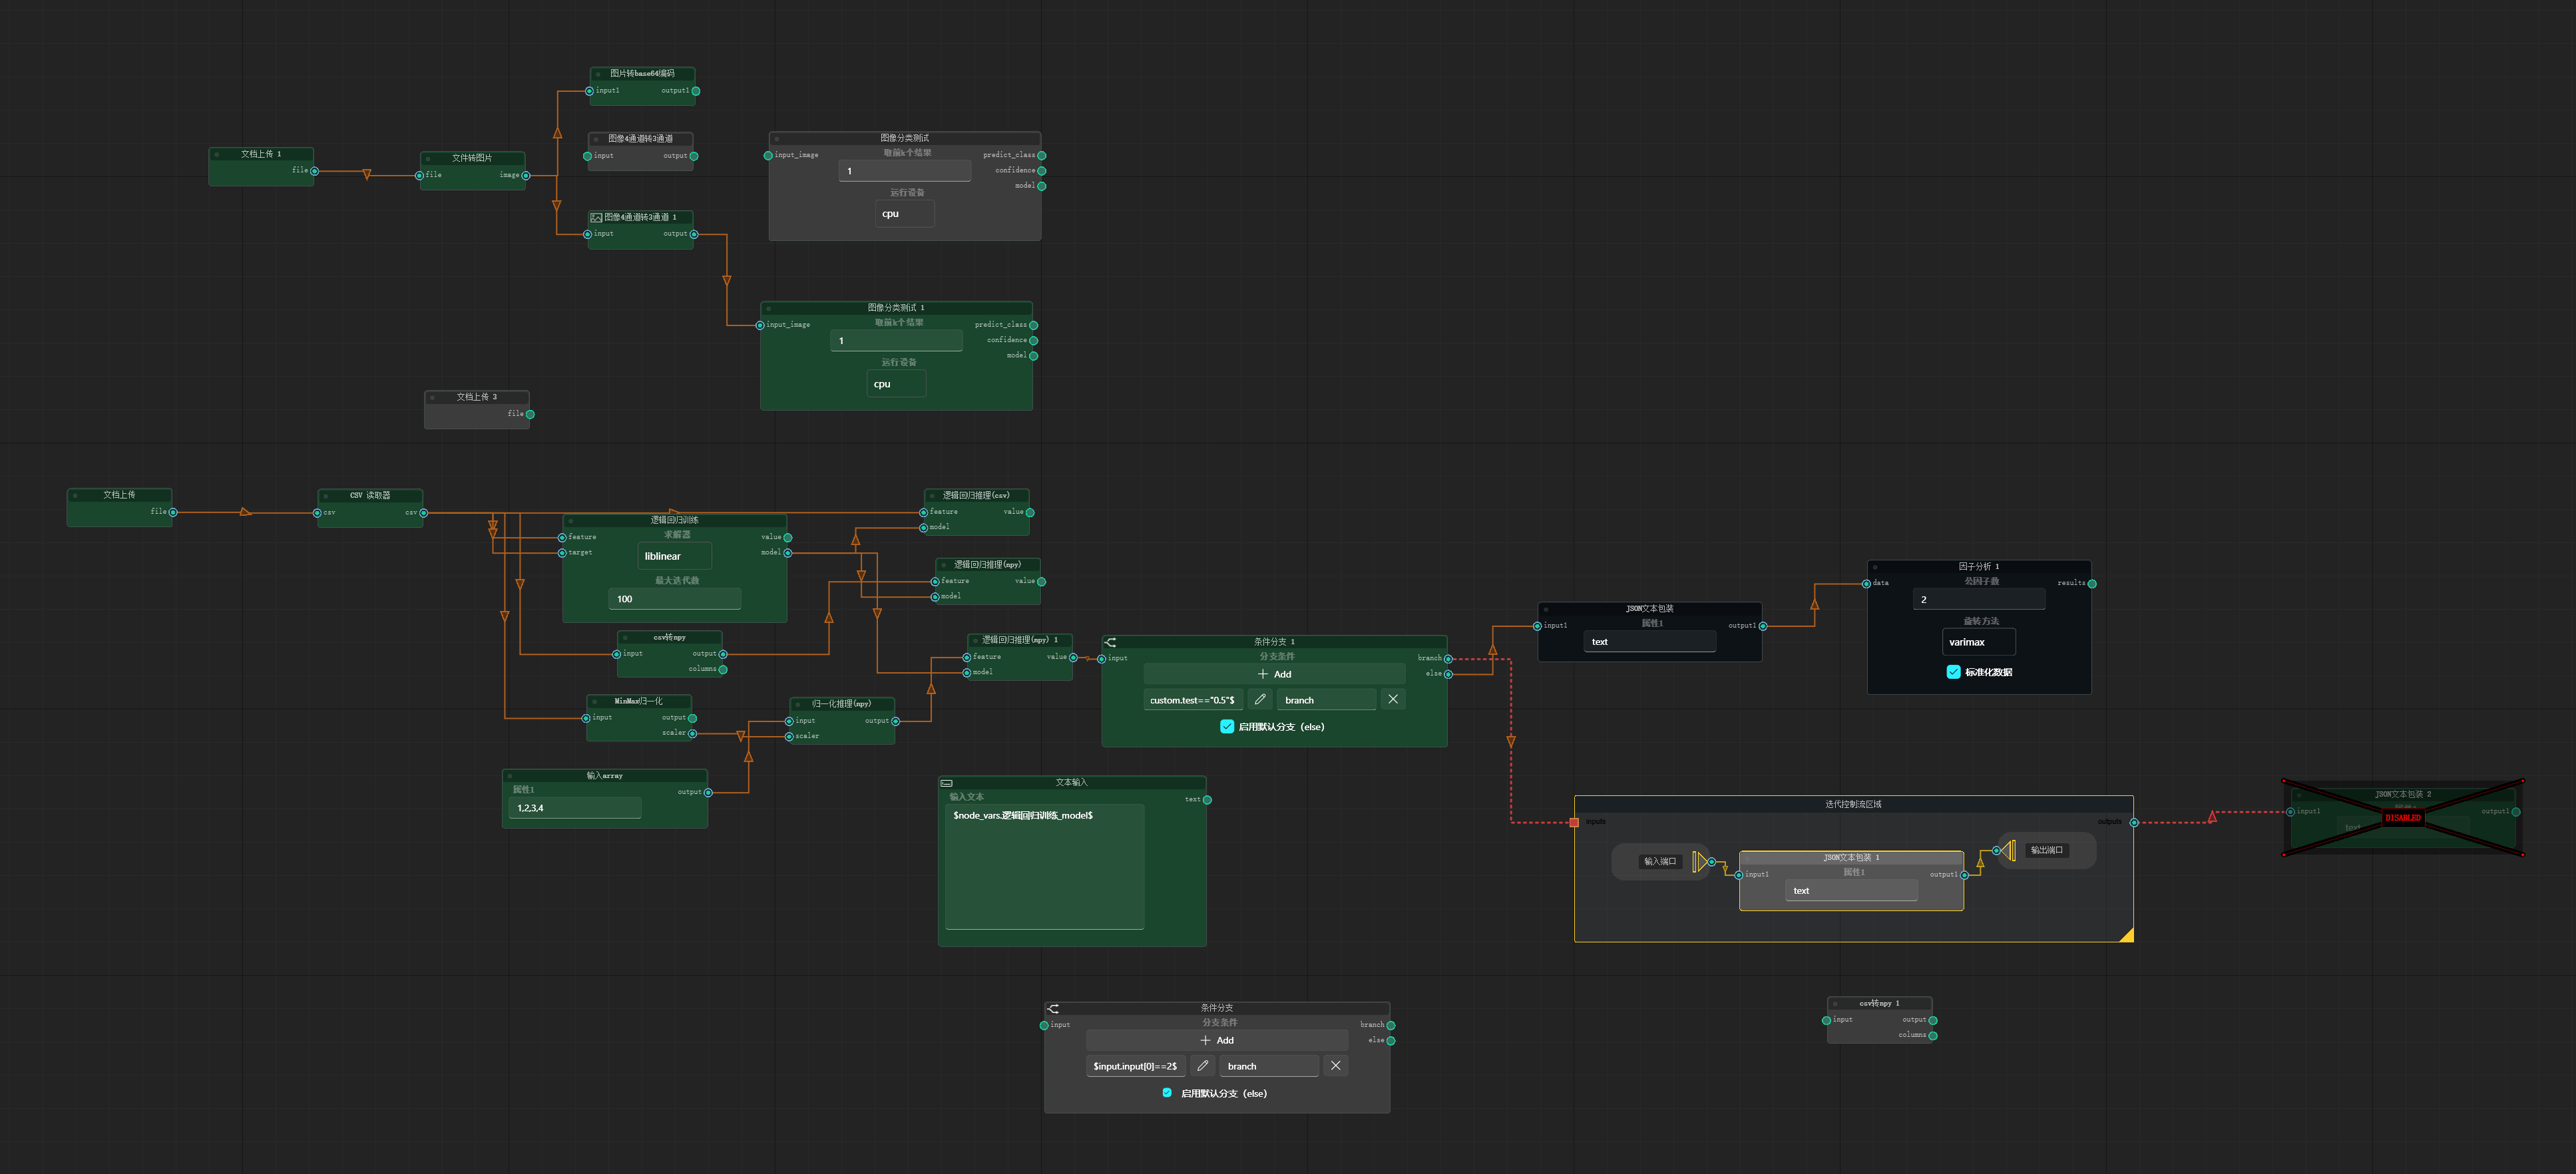 图片转base64编码
input1 output1
图像4通道转3通道
input output
图像分类测试
input_image 取前k个结果 predict_class
1
confidence
model
运行设备
cpu
文档上传 1
file
文件转图片
file image
图像4通道转3通道 1
input output
图像分类测试 1
input_image 取前k个结果 predict_class
1
confidence
model
运行设备
cpu
文档上传 3
file
文档上传
file
CSV 读取器
csv csv
逻辑回归训练
feature 求解器 value
target model
liblinear
最大迭代数
100
逻辑回归推理(csv)
feature value
model
逻辑回归推理(npy)
feature value
model
csv转npy
input output
columns
逻辑回归推理(npy) 1
feature value
model
MinMax归一化
input output
scaler
归一化推理(npy)
input output
scaler
输入array
属性1 output
1,2,3,4
条件分支 1
input 分支条件 branch
Add
else
custom.test=="0.5"$ branch
启用默认分支（else）
文本输入
输入文本 text
$node_vars.逻辑回归训练_model$
JSON文本包装
input1 属性1 output1
text
因子分析 1
data 公因子数 results
2
旋转方法
varimax
标准化数据
迭代控制流区域
inputs outputs
输入端口
JSON文本包装 1
input1 属性1 output1
text
输出端口
JSON文本包装 2
input1 output1
DISABLED
text
条件分支
input 分支条件 branch
Add
else
$input.input[0]==2$ branch
启用默认分支（else）
csv转npy 1
input output
columns